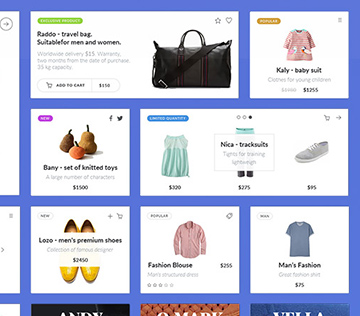 EXCLUSIVE PRODUCT
Raddo - travel bag.
Suitablefor men and women.
Worldwide delivery $15. Warranty,
two months from the date of purchase.
33 kg capacity.
ADD TO CART
$150
POPULAR
Kaly - baby suit
Clothes for young children
$1255
NEW
Bany - set of knitted toys
A large number of characters
$1500
LIMITED QUANTITY
Nica - tracksuits
Tights for training
lightweigh
$320
$275
$95
NEW
Lozo - men's premium shoes
Collection of famous designer
$2450
POPULAR
Fashion Blouse
$255
Man's structured dress
MAN
Man's Fashion
Great fashion shirt
$75
ANDY
O MARK
VELLA